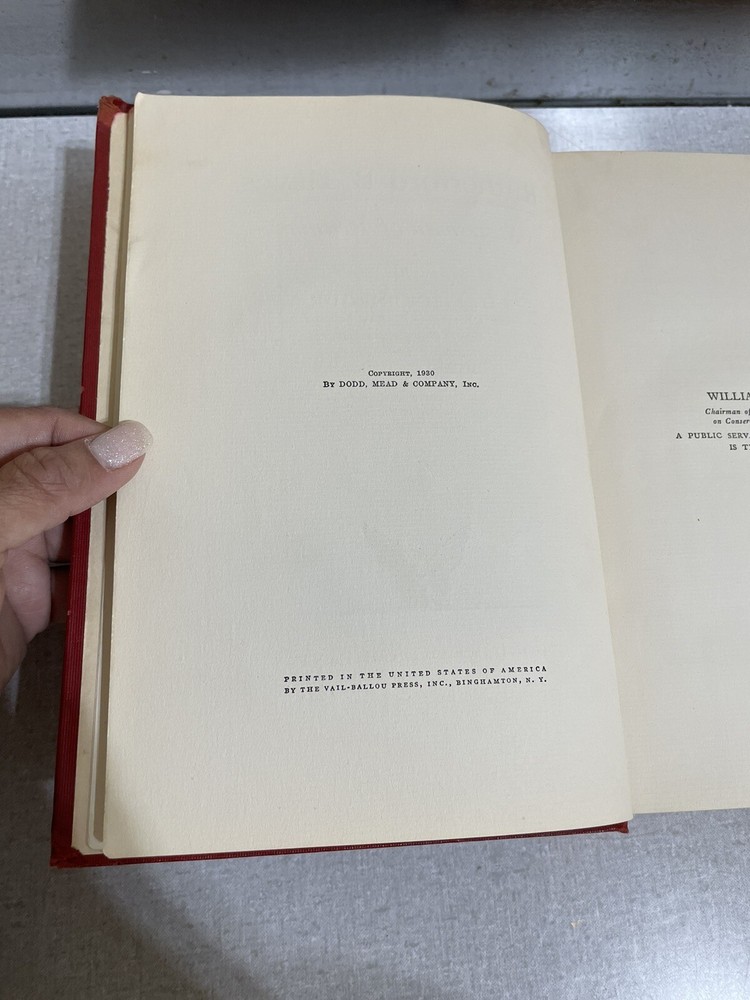 COPYRIGHT, 1930
BY DODD, MEAD & COMPANY, INC.
PRINTED IN THE UNITED STATES OF AMERICA
BY THE VAIL-BALLOU PRESS, INC., BINGHAMTON, N. Y.
WILLIA
Chairman of
on Conser
A PUBLIC SERV
IS T